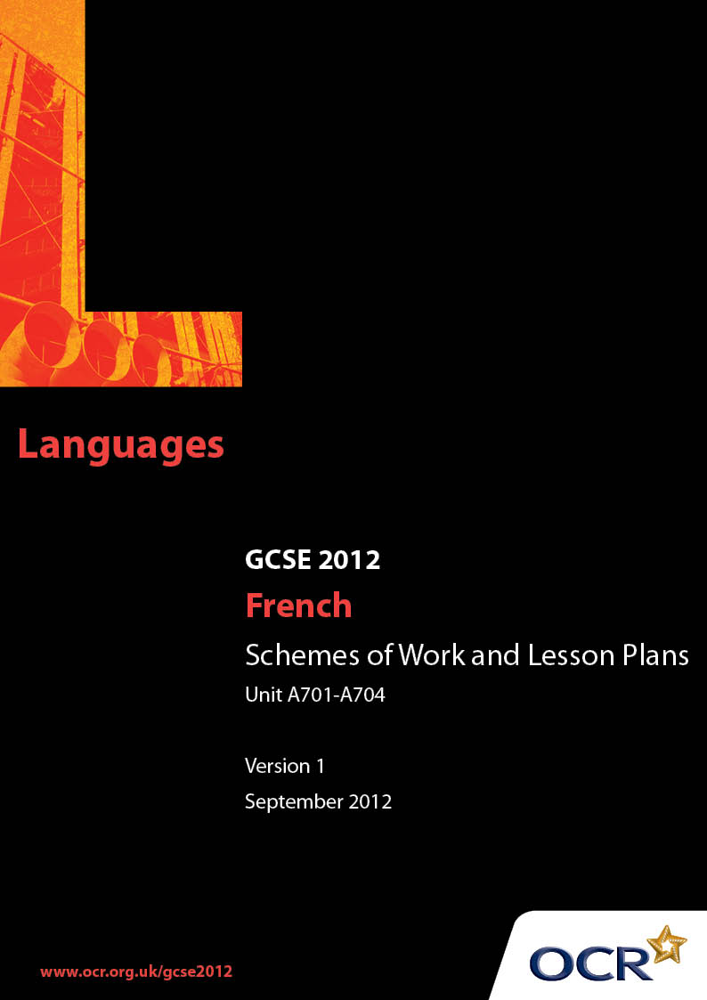 Languages
GCSE 2012
French
Schemes of Work and Lesson Plans
Unit A701-A704
Version 1
September 2012
www.ocr.org.uk/gcse2012
OCR